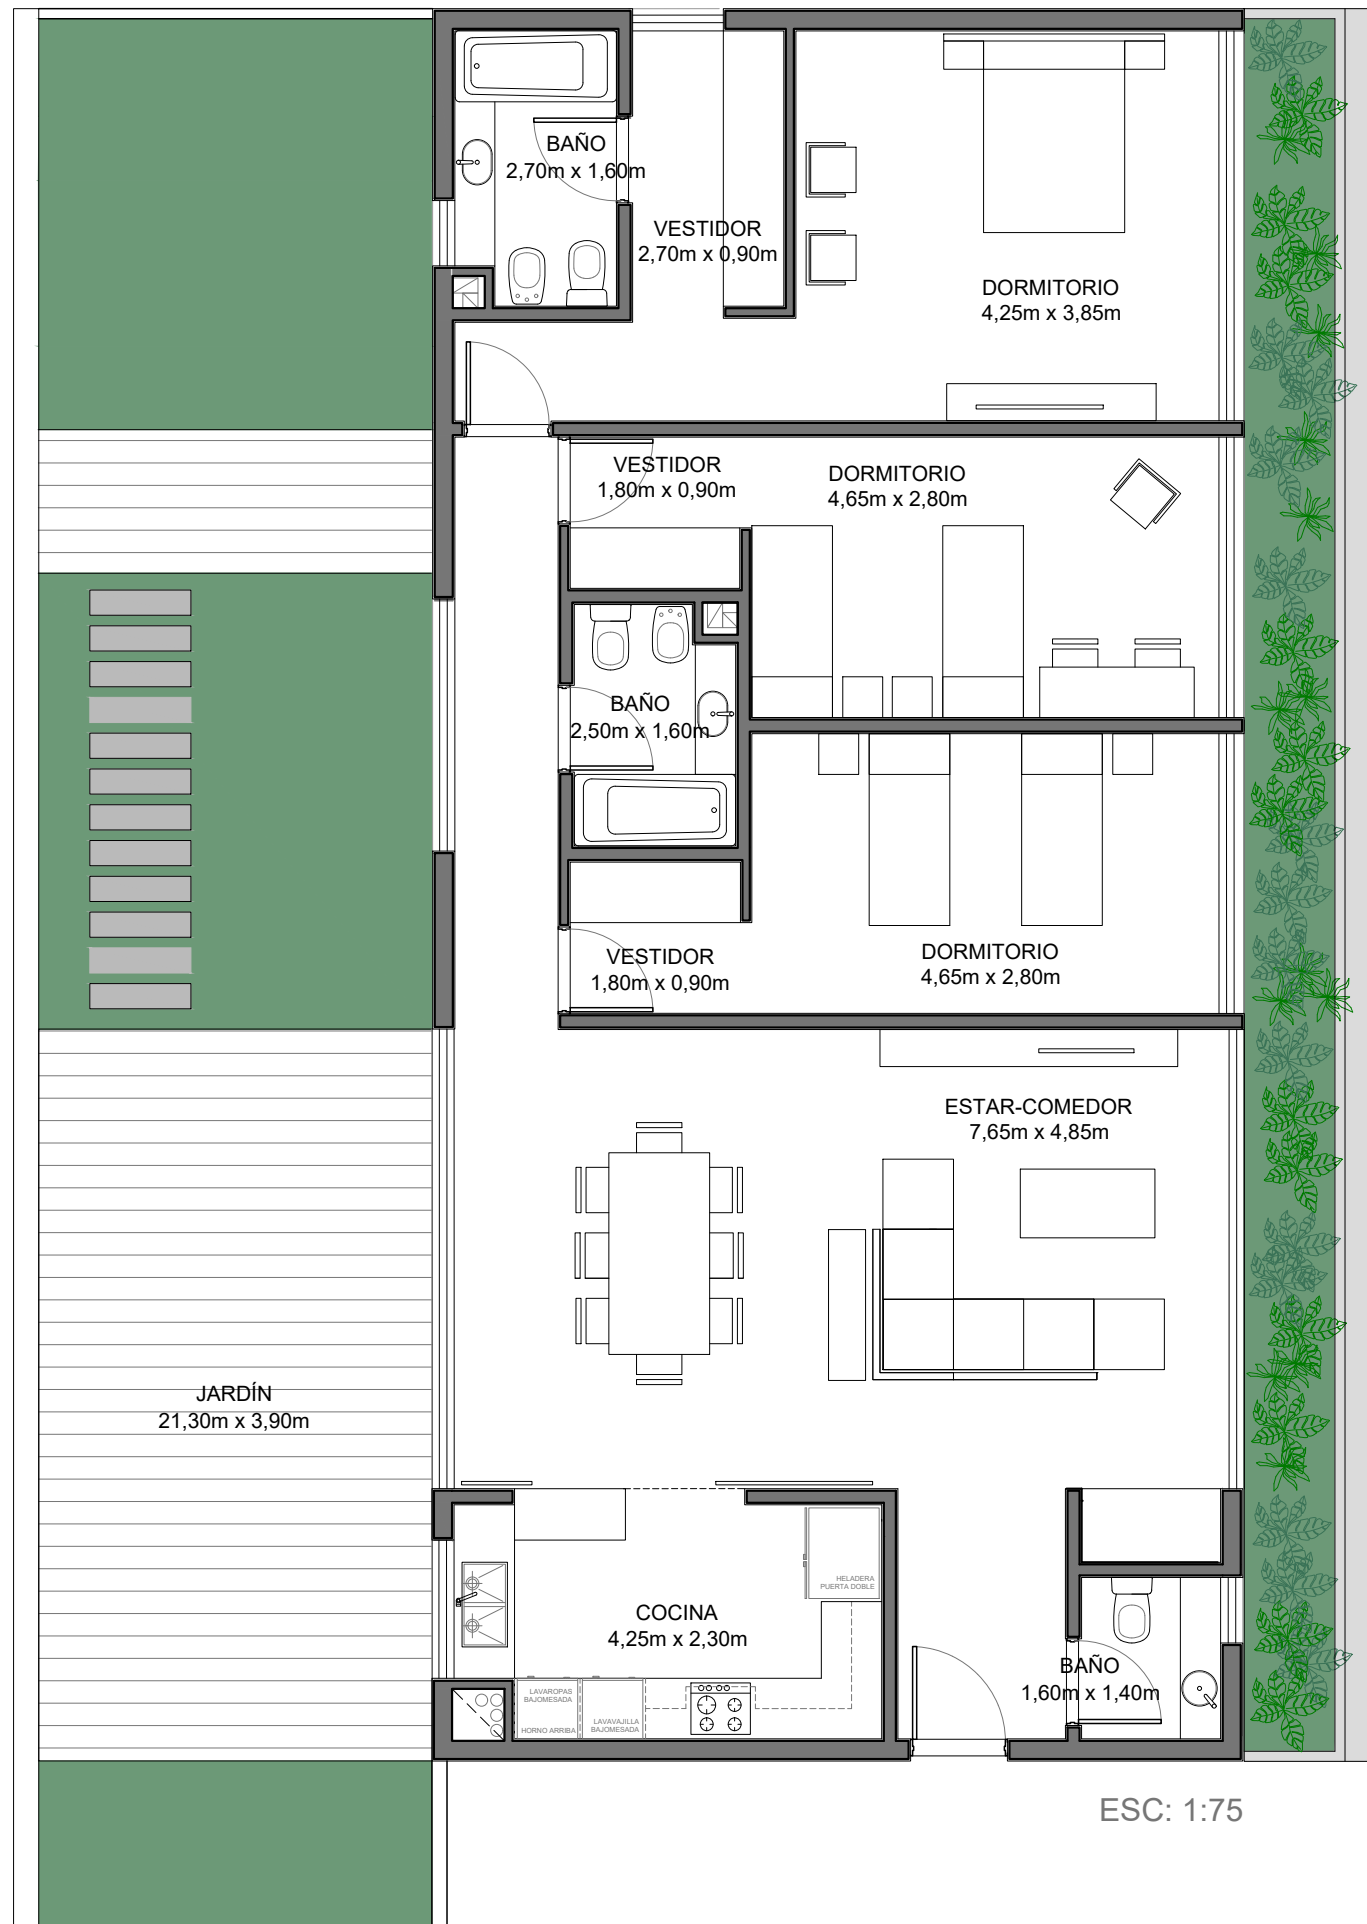 BAÑO
2,70m x 1,60m
VESTIDOR
2,70m x 0,90m
DORMITORIO
4,25m x 3,85m
VESTIDOR
1,80m x 0,90m
DORMITORIO
4,65m x 2,80m
BAÑO
2,50m x 1,60m
VESTIDOR
1,80m x 0,90m
DORMITORIO
4,65m x 2,80m
ESTAR-COMEDOR
7,65m x 4,85m
JARDÍN
21,30m x 3,90m
HELADERA
PUERTA DOBLE
COCINA
4,25m x 2,30m
BAÑO
1,60m x 1,40m
LAVAROPAS
BAJOMESADA
HORNO ARRIBA
LAVAVAJILLA
BAJOMESADA
ESC: 1:75